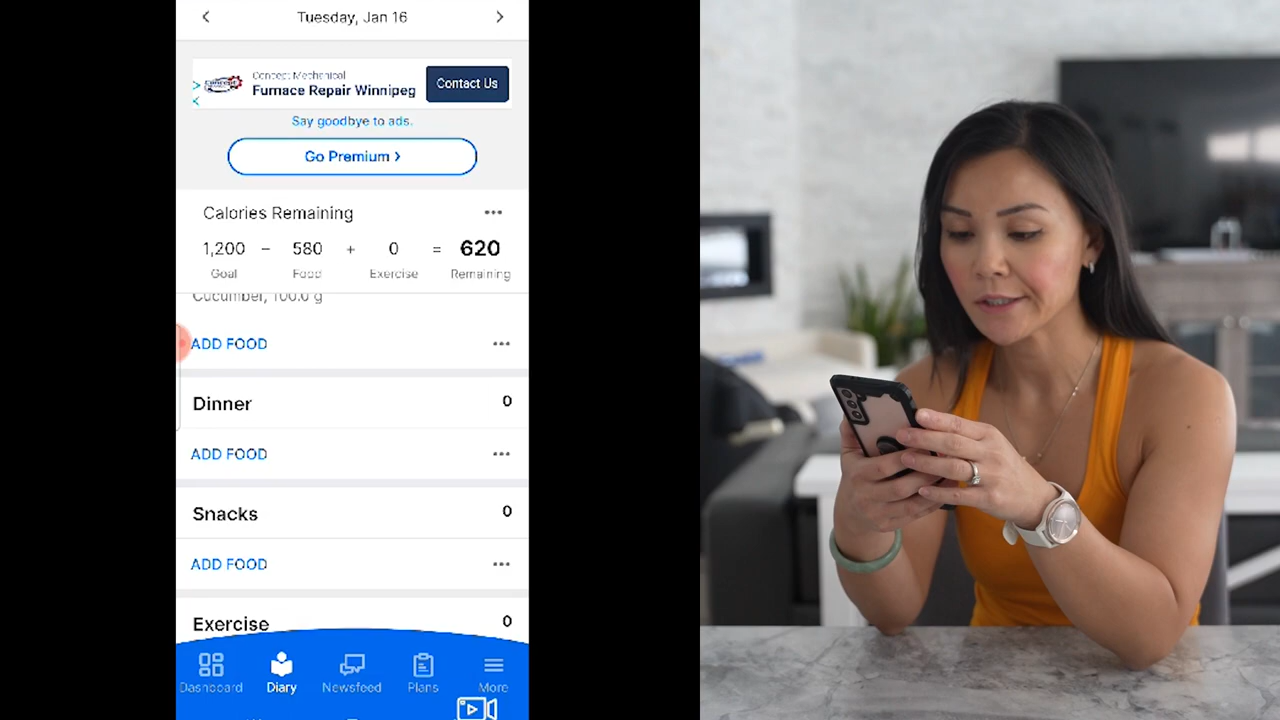 Tuesday, Jan 16
Concept Mechanical
Furnace Repair Winnipeg
Contact Us
Say goodbye to ads.
Go Premium >
Calories Remaining
1,200 - 580 + 0 = 620
Goal Food Exercise Remaining
Cucumber, 100.0 g
ADD FOOD
Dinner 0
ADD FOOD
Snacks 0
ADD FOOD
Exercise 0
Dashboard Diary Newsfeed Plans More